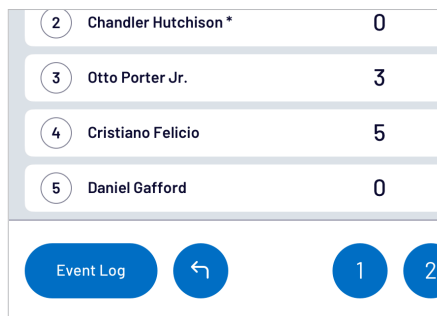 2 Chandler Hutchison * 0
3 Otto Porter Jr. 3
4 Cristiano Felicio 5
5 Daniel Gafford 0
Event Log 1 2